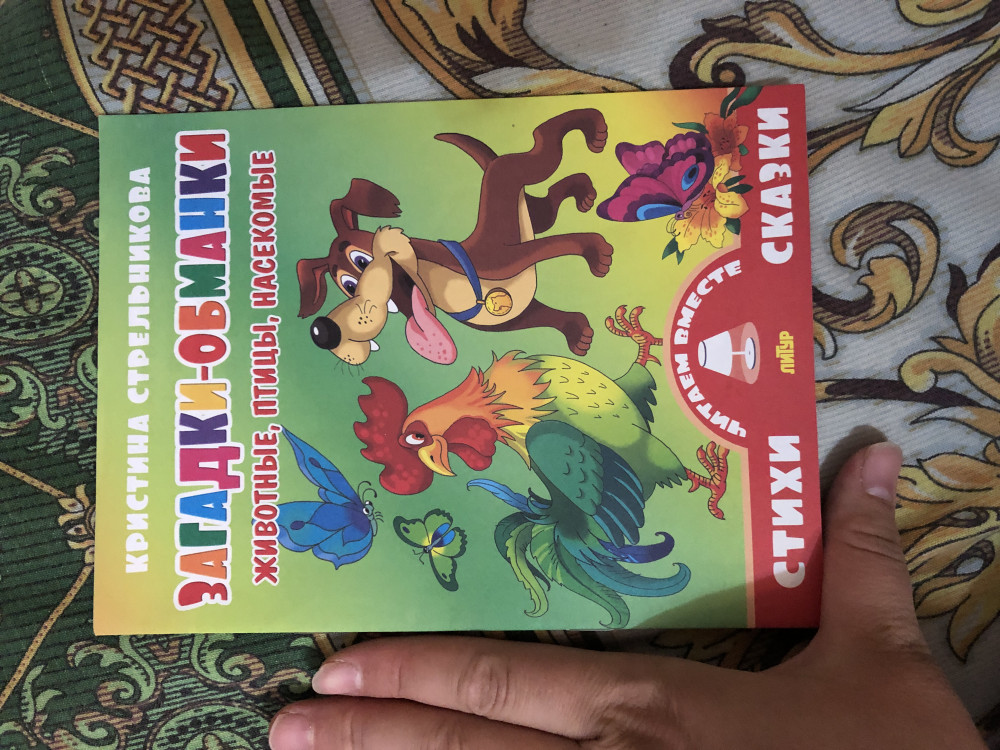 КРИСТИНА СТРЕЛЬНИКОВА
ЗАГАДКИ-ОБМАНКИ
ЖИВОТНЫЕ, ПТИЦЫ, НАСЕКОМЫЕ
ЧИТАЕМ ВМЕСТЕ
ЛИТУР
СТИХИ
СКАЗКИ